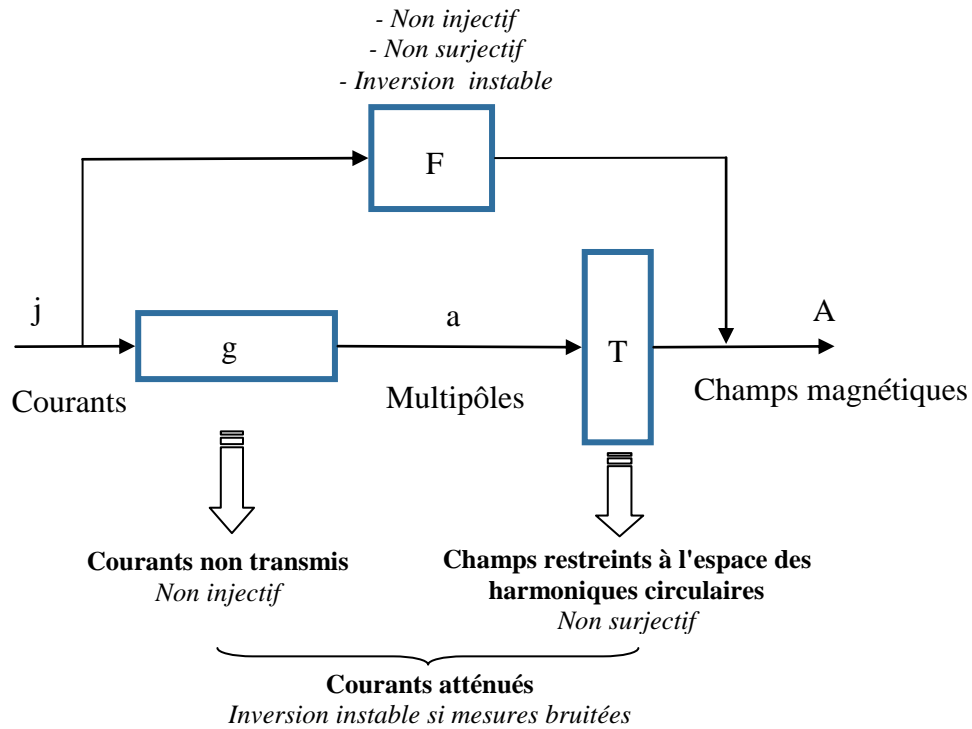 - Non injectif
- Non surjectif
- Inversion instable
F
j
a
A
g
T
Courants
Multipôles
Champs magnétiques
Courants non transmis
Non injectif
Champs restreints à l'espace des
harmoniques circulaires
Non surjectif
Courants atténués
Inversion instable si mesures bruitées